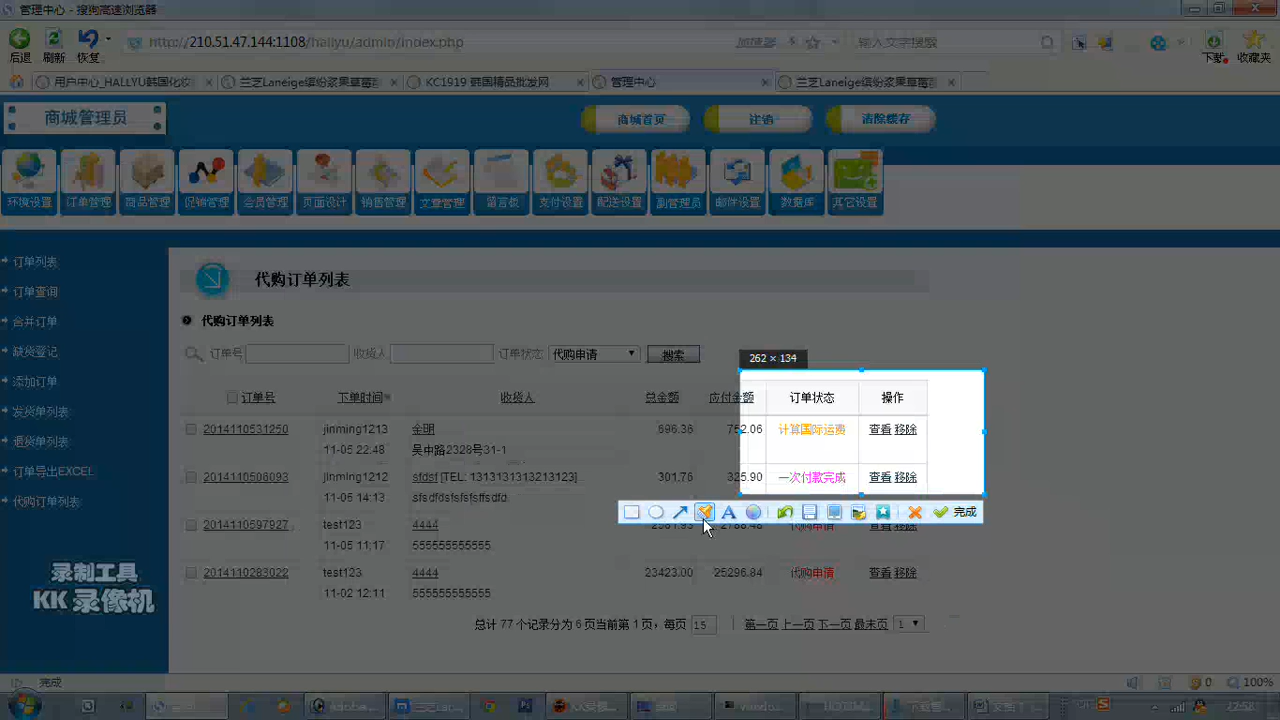 管理中心 - 搜狗高速浏览器
后退 刷新 恢复 http://210.51.47.144:1108/hallyu/admin/index.php 加速器 输入文字搜索 下载 收藏夹
用户中心_HALLYU韩国化妆 兰芝Laneige缤纷浆果草莓 KC1919 韩国精品批发网 管理中心 兰芝Laneige缤纷浆果草莓
商城管理员 商城首页 注销 清除缓存
环境设置 订单管理 商品管理 促销管理 会员管理 页面设计 销售管理 文章管理 留言板 支付设置 配送设置 副管理员 邮件设置 数据库 其它设置
订单列表
订单查询
合并订单
缺货登记
添加订单
发货单列表
退货单列表
订单导出EXCEL
代购订单列表
代购订单列表
代购订单列表
订单号 收货人 订单状态 代购申请 搜索
262 × 134
订单号 下单时间 收货人 总金额 应付金额 订单状态 操作
2014110531250 jinming1213 金明 696.36 752.06 计算国际运费 查看 移除
11-05 22:48 吴中路2328号31-1
2014110506093 jinming1212 sfdsf [TEL: 1313131313213123] 301.76 325.90 一次付款完成 查看 移除
11-05 14:13 sfsdfdsfsfsfsffsdfd
完成
2014110597927 test123 4444 2788.48 代购申请 查看 移除
11-05 11:17 555555555555
2014110283022 test123 4444 23423.00 25296.84 代购申请 查看 移除
11-02 12:11 555555555555
总计 77 个记录分为 6 页当前第 1 页，每页 15 第一页 上一页 下一页 最末页 1
录制工具
KK 录像机
完成 0 100%
22:58